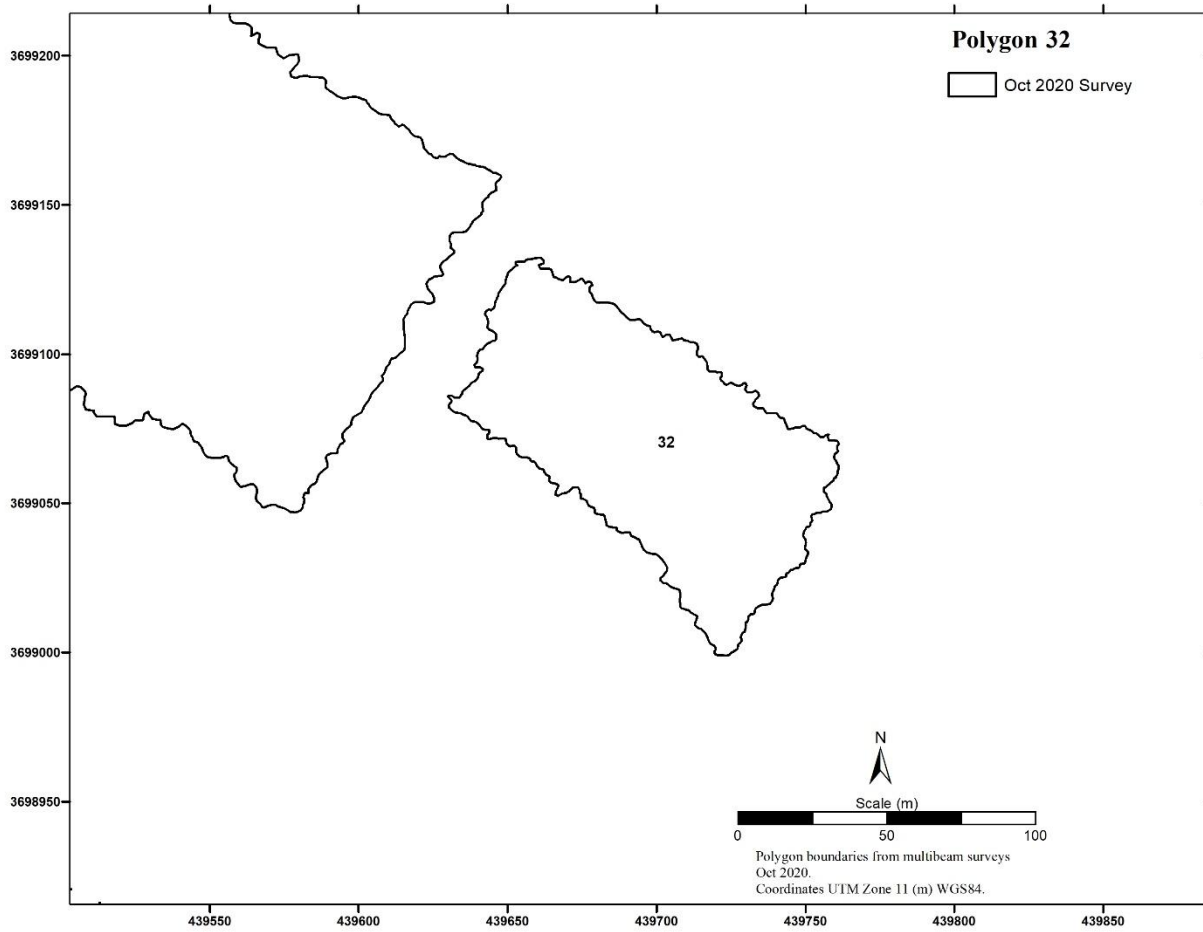 Polygon 32
Oct 2020 Survey
3699200
3699150
3699100
3699050
3699000
3698950
32
N
Scale (m)
0 50 100
Polygon boundaries from multibeam surveys
Oct 2020.
Coordinates UTM Zone 11 (m) WGS84.
439550 439600 439650 439700 439750 439800 439850